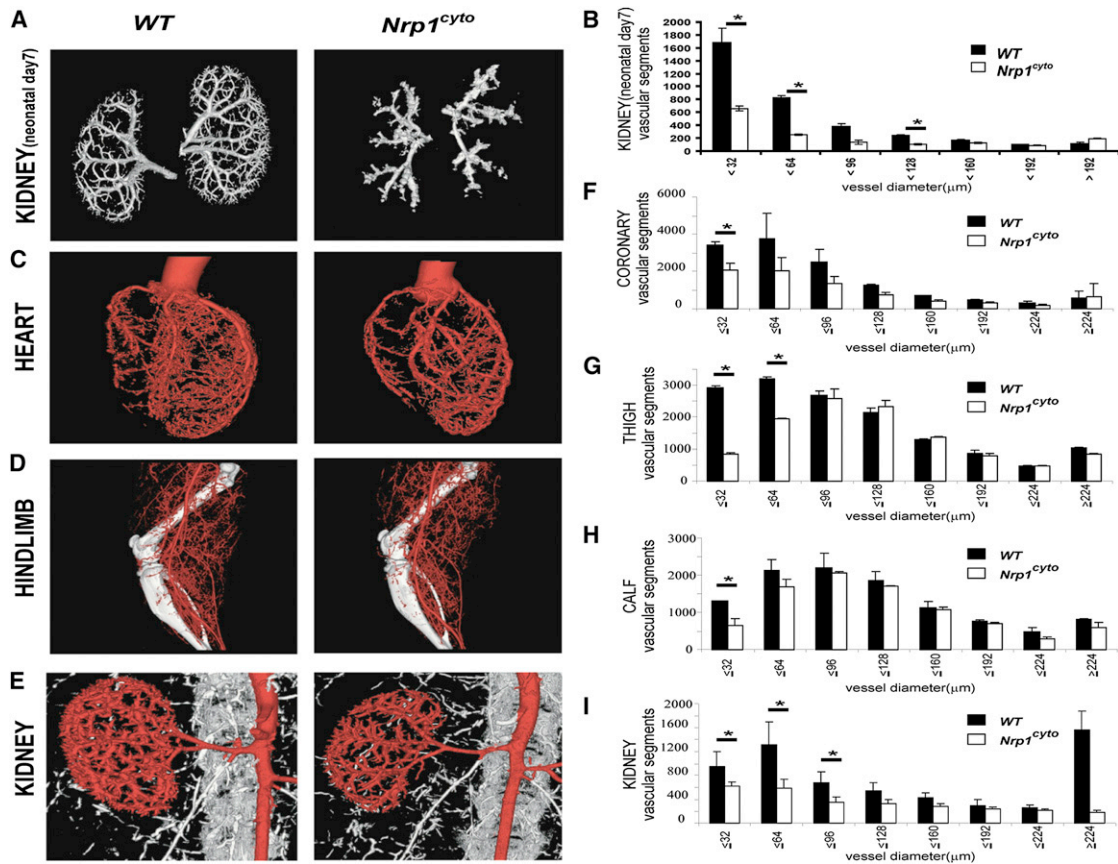 A
WT
Nrp1cyto
KIDNEY(neonatal day7)
C
HEART
D
HINDLIMB
E
KIDNEY
B
KIDNEY(neonatal day7)
vascular segments
2000
1800
1600
1400
1200
1000
800
600
400
200
0
*
*
*
WT
Nrp1cyto
< 32
< 64
< 96
<128
< 160
< 192
> 192
vessel diameter(µm)
F
CORONARY
vascular segments
6000
4000
2000
0
*
WT
Nrp1cyto
≤32
≤64
≤96
≤128
≤160
≤192
≤224
≥224
vessel diameter(µm)
G
THIGH
vascular segments
3000
2000
1000
0
*
*
WT
Nrp1cyto
≤32
≤64
≤96
≤128
≤160
≤192
≤224
≥224
vessel diameter(µm)
H
CALF
vascular segments
3000
2000
1000
0
*
WT
Nrp1cyto
≤32
≤64
≤96
≤128
≤160
≤192
≤224
≥224
vessel diameter(µm)
I
KIDNEY
vascular segments
2000
1600
1200
800
400
0
*
*
*
WT
Nrp1cyto
≤32
≤64
≤96
≤128
≤160
≤192
≤224
≥224
vessel diameter(µm)